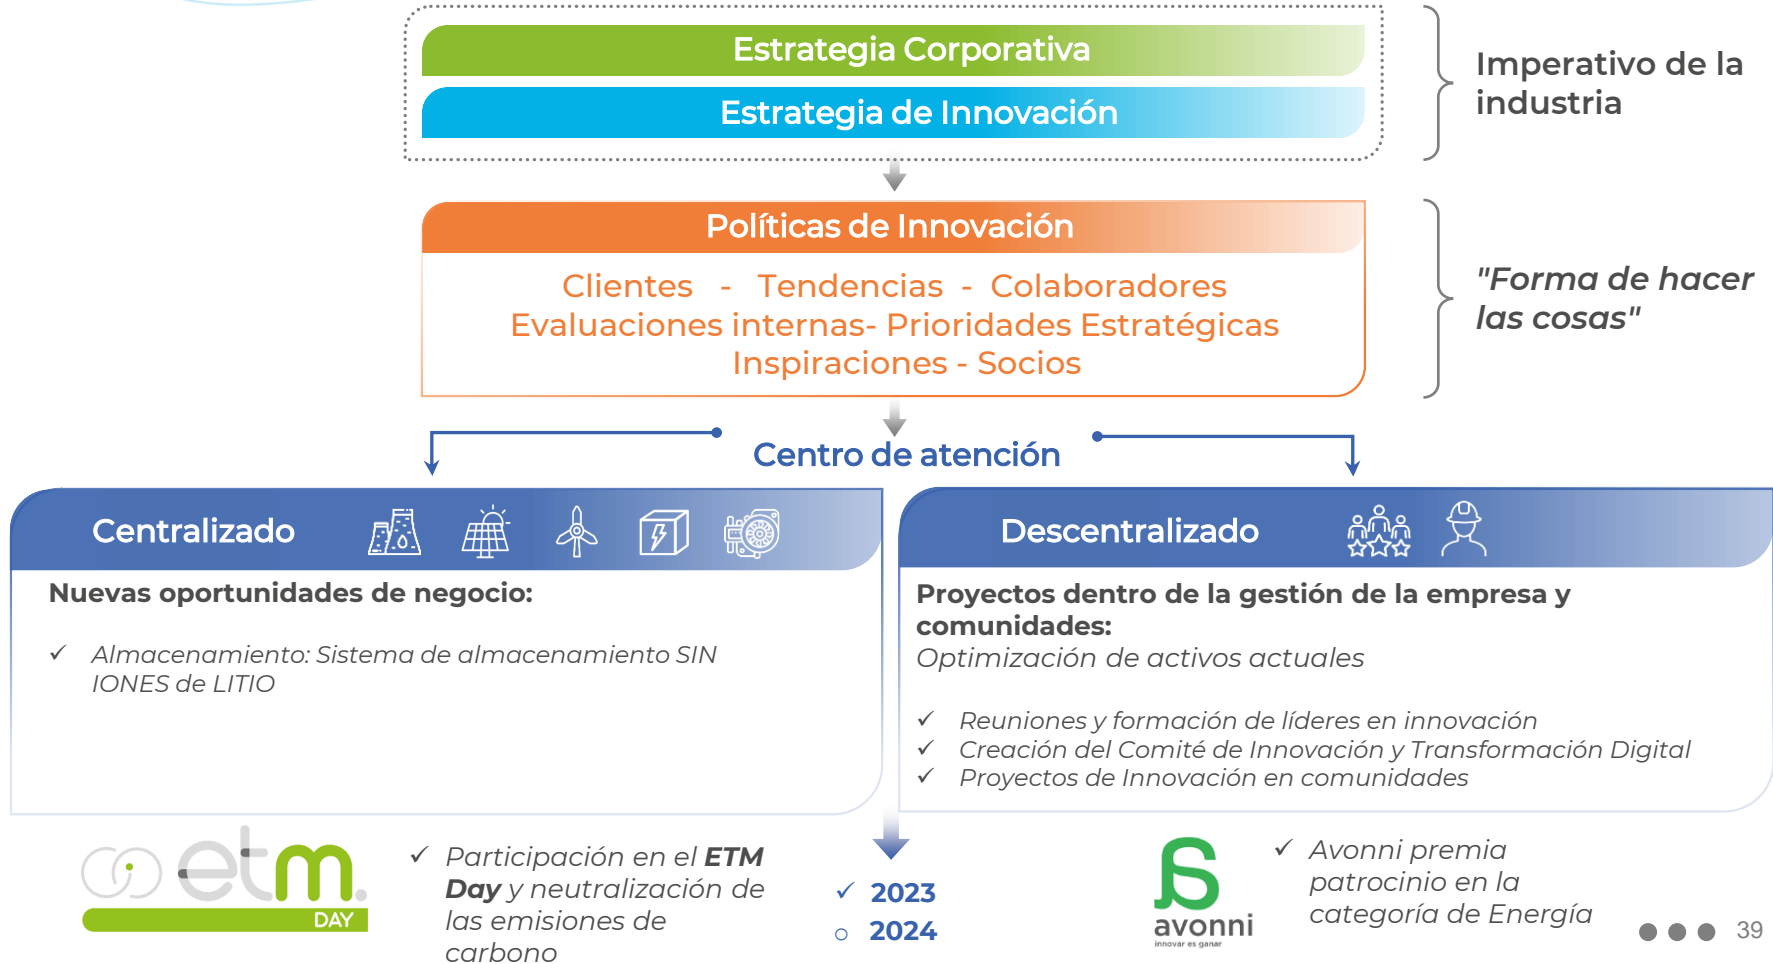 Estrategia Corporativa
Estrategia de Innovación
Imperativo de la
industria
Políticas de Innovación
Clientes - Tendencias - Colaboradores
Evaluaciones internas- Prioridades Estratégicas
Inspiraciones - Socios
"Forma de hacer
las cosas"
Centro de atención
Centralizado
Nuevas oportunidades de negocio:
✓ Almacenamiento: Sistema de almacenamiento SIN
IONES de LITIO
Descentralizado
Proyectos dentro de la gestión de la empresa y
comunidades:
Optimización de activos actuales
✓ Reuniones y formación de líderes en innovación
✓ Creación del Comité de Innovación y Transformación Digital
✓ Proyectos de Innovación en comunidades
etm.
DAY
✓ Participación en el ETM
Day y neutralización de
las emisiones de
carbono
✓ 2023
○ 2024
avonni
innovar es ganar
✓ Avonni premia
patrocinio en la
categoría de Energía
39